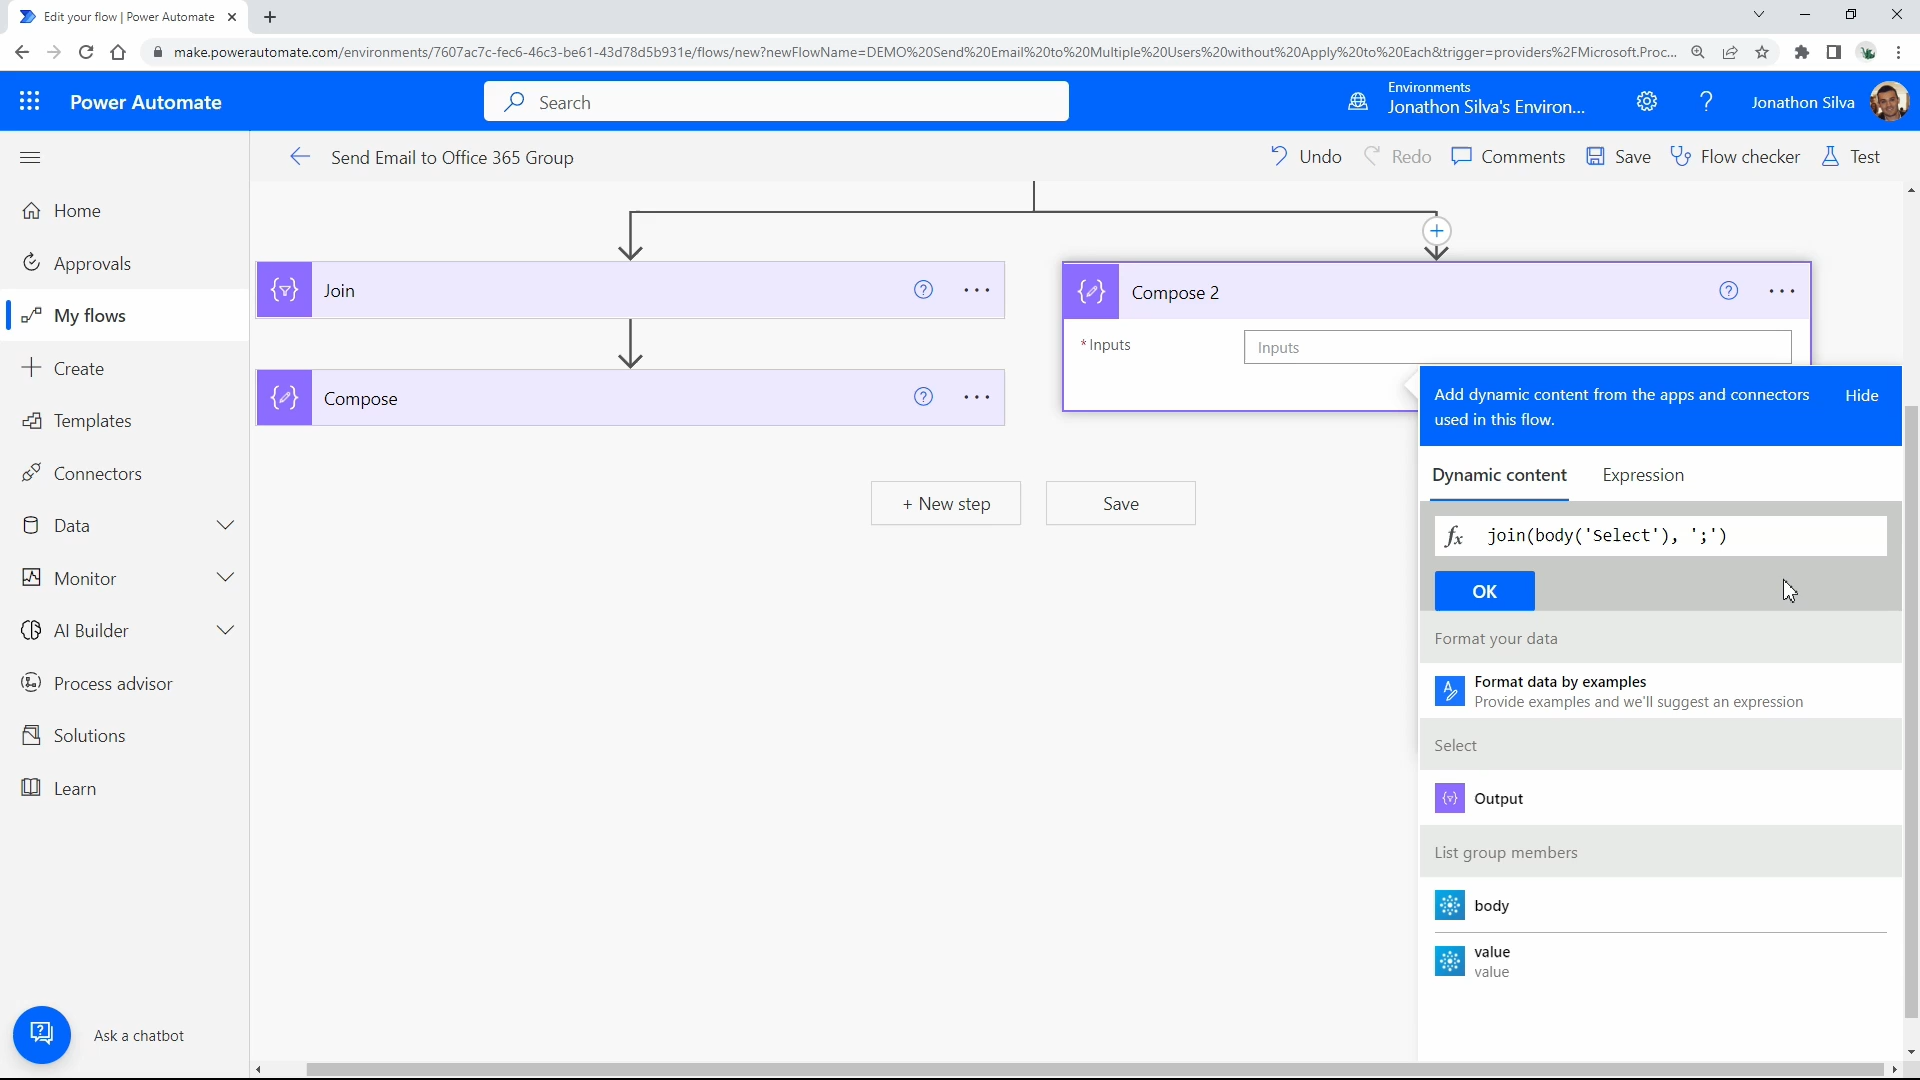 Edit your flow | Power Automate
make.powerautomate.com/environments/7607ac7c-fec6-46c3-be61-43d78d5b931e/flows/new?newFlowName=DEMO%20Send%20Email%20to%20Multiple%20Users%20without%20Apply%20to%20Each&trigger=providers%2FMicrosoft.Proc...
Power Automate
Search
Environments
Jonathon Silva's Environ...
Jonathon Silva
Send Email to Office 365 Group
Undo
Redo
Comments
Save
Flow checker
Test
Home
Approvals
My flows
Create
Templates
Connectors
Data
Monitor
AI Builder
Process advisor
Solutions
Learn
Ask a chatbot
Join
Compose
Compose 2
* Inputs
Inputs
+ New step
Save
Add dynamic content from the apps and connectors
used in this flow.
Hide
Dynamic content
Expression
fx join(body('Select'), ';')
OK
Format your data
Format data by examples
Provide examples and we'll suggest an expression
Select
Output
List group members
body
value
value